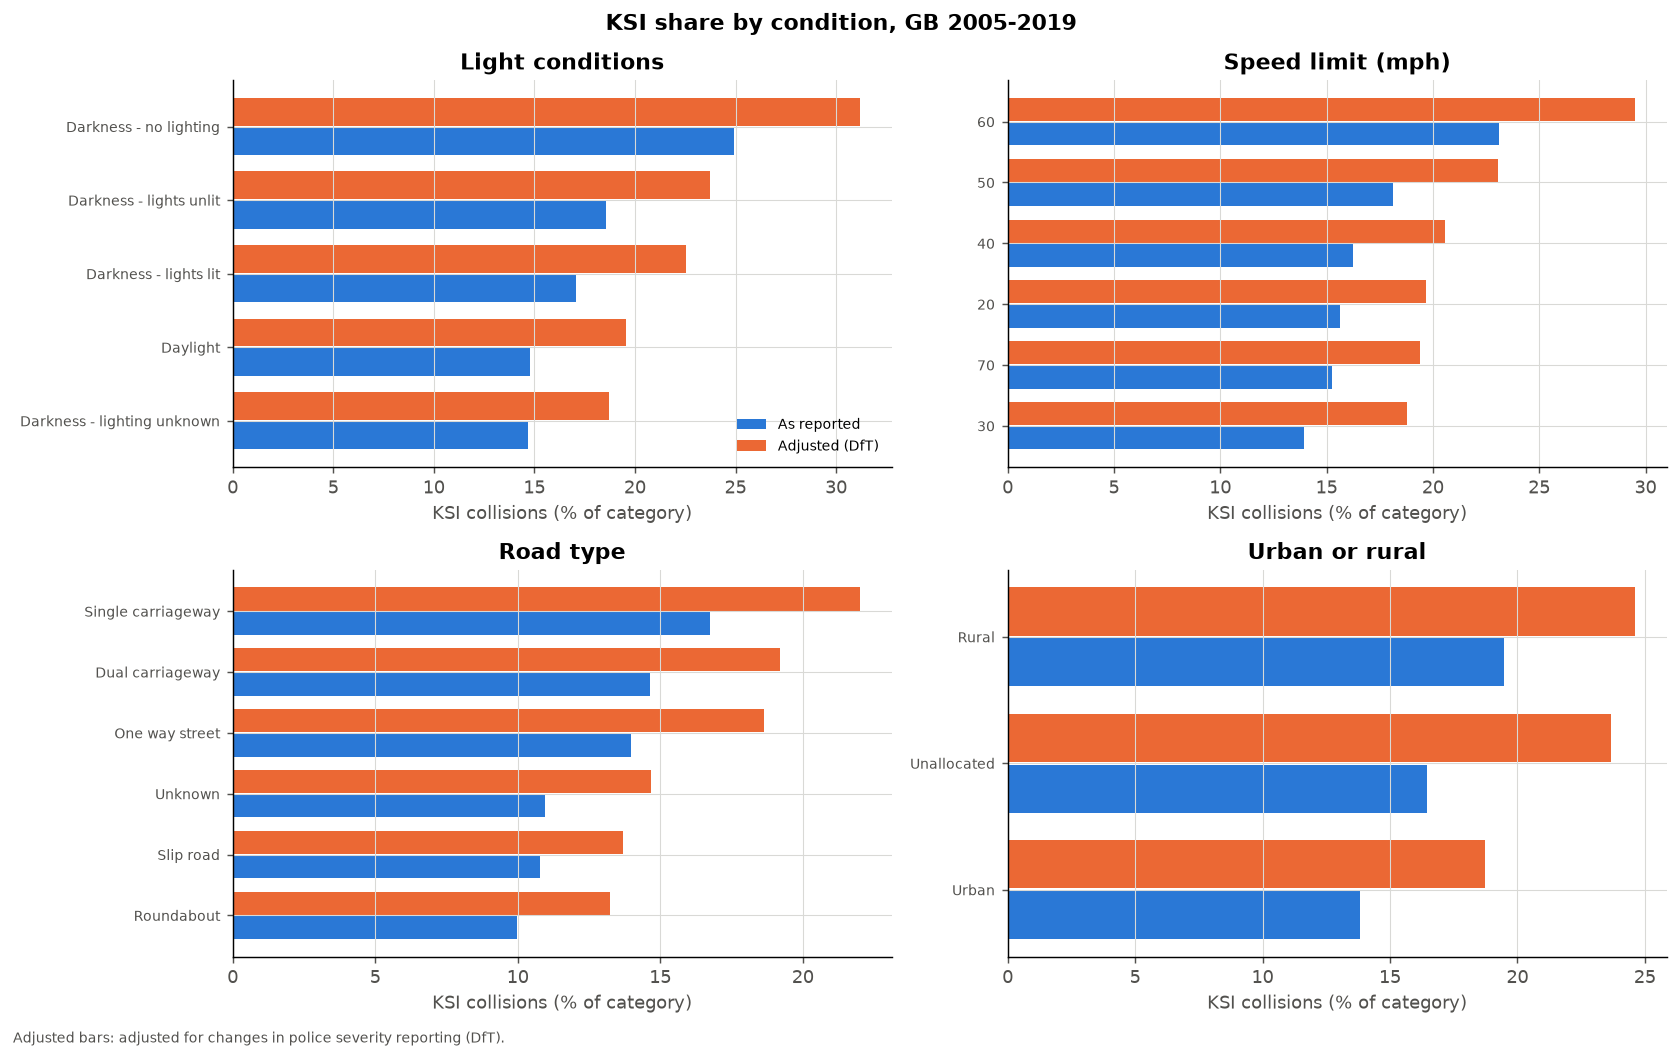 KSI share by condition, GB 2005-2019
Light conditions
Darkness - no lighting
Darkness - lights unlit
Darkness - lights lit
Daylight
Darkness - lighting unknown
As reported
Adjusted (DfT)
0 5 10 15 20 25 30
KSI collisions (% of category)
Speed limit (mph)
60
50
40
20
70
30
0 5 10 15 20 25 30
KSI collisions (% of category)
Road type
Single carriageway
Dual carriageway
One way street
Unknown
Slip road
Roundabout
0 5 10 15 20
KSI collisions (% of category)
Urban or rural
Rural
Unallocated
Urban
0 5 10 15 20 25
KSI collisions (% of category)
Adjusted bars: adjusted for changes in police severity reporting (DfT).